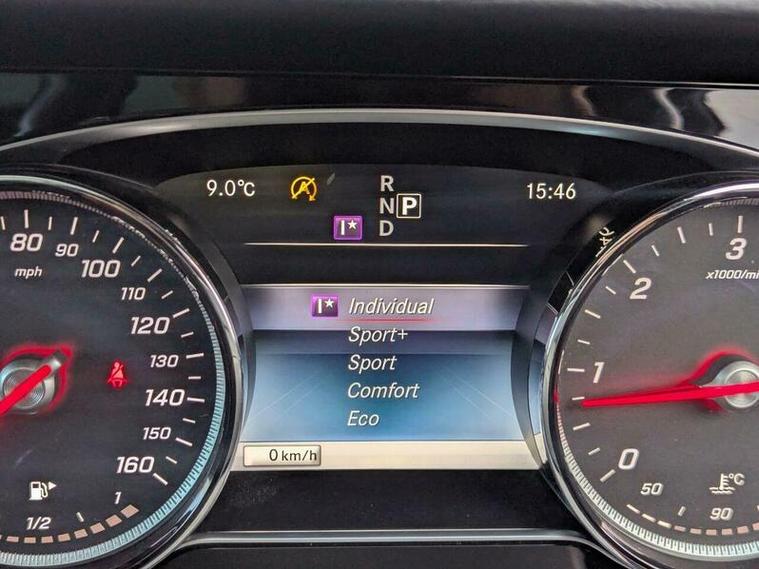 9.0°C
R
N P
D
I★
15:46
I★ Individual
Sport+
Sport
Comfort
Eco
0 km/h
80
90
mph
100
110
120
130
140
150
160
1/2
1
3
x1000/mi
2
1
0
50
90
°C